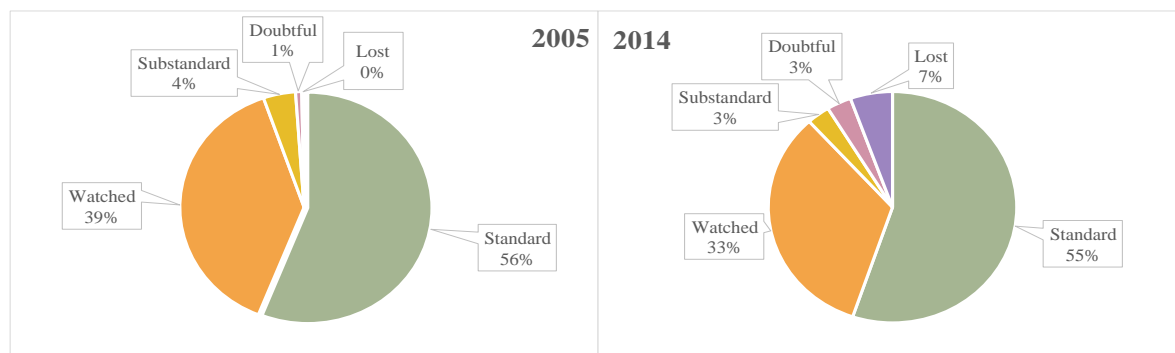 2005
Doubtful
1%
Lost
0%
Substandard
4%
Watched
39%
Standard
56%
2014
Doubtful
3%
Lost
7%
Substandard
3%
Watched
33%
Standard
55%